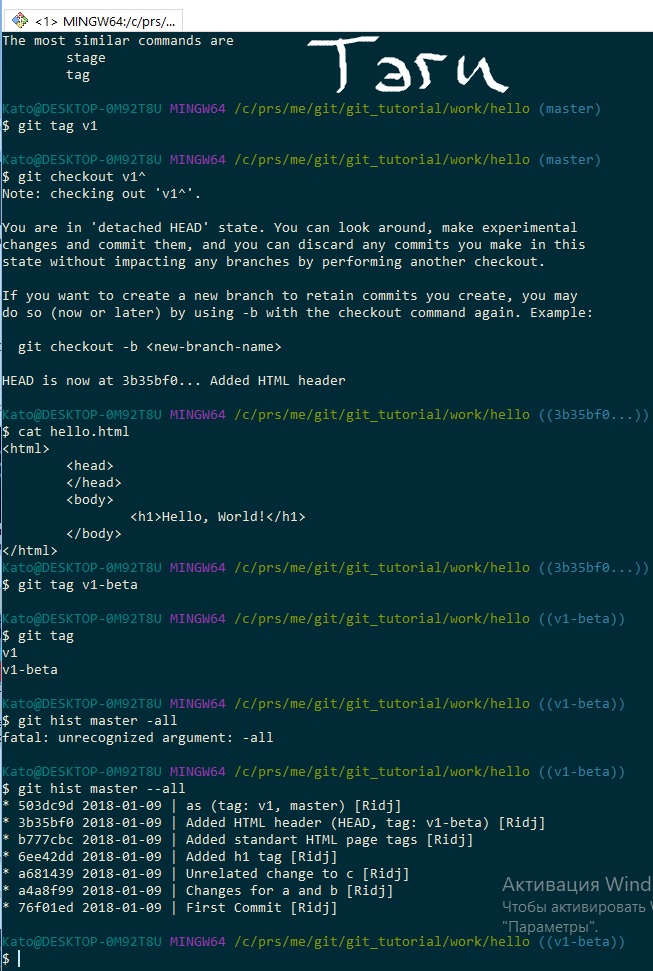 <1> MINGW64:/c/prs/...
The most similar commands are
stage
tag
Тэги
Kato@DESKTOP-0M92T8U MINGW64 /c/prs/me/git/git_tutorial/work/hello (master)
$ git tag v1
Kato@DESKTOP-0M92T8U MINGW64 /c/prs/me/git/git_tutorial/work/hello (master)
$ git checkout v1^
Note: checking out 'v1^'.
You are in 'detached HEAD' state. You can look around, make experimental
changes and commit them, and you can discard any commits you make in this
state without impacting any branches by performing another checkout.
If you want to create a new branch to retain commits you create, you may
do so (now or later) by using -b with the checkout command again. Example:
git checkout -b <new-branch-name>
HEAD is now at 3b35bf0... Added HTML header
Kato@DESKTOP-0M92T8U MINGW64 /c/prs/me/git/git_tutorial/work/hello ((3b35bf0...))
$ cat hello.html
<html>
<head>
</head>
<body>
<h1>Hello, World!</h1>
</body>
</html>
Kato@DESKTOP-0M92T8U MINGW64 /c/prs/me/git/git_tutorial/work/hello ((3b35bf0...))
$ git tag v1-beta
Kato@DESKTOP-0M92T8U MINGW64 /c/prs/me/git/git_tutorial/work/hello ((v1-beta))
$ git tag
v1
v1-beta
Kato@DESKTOP-0M92T8U MINGW64 /c/prs/me/git/git_tutorial/work/hello ((v1-beta))
$ git hist master -all
fatal: unrecognized argument: -all
Kato@DESKTOP-0M92T8U MINGW64 /c/prs/me/git/git_tutorial/work/hello ((v1-beta))
$ git hist master --all
* 503dc9d 2018-01-09 | as (tag: v1, master) [Ridj]
* 3b35bf0 2018-01-09 | Added HTML header (HEAD, tag: v1-beta) [Ridj]
* b777cbc 2018-01-09 | Added standart HTML page tags [Ridj]
* 6ee42dd 2018-01-09 | Added h1 tag [Ridj]
* a681439 2018-01-09 | Unrelated change to c [Ridj]
* a4a8f99 2018-01-09 | Changes for a and b [Ridj]
* 76f01ed 2018-01-09 | First Commit [Ridj]
Активация Wind
Чтобы активировать W
"Параметры".
Kato@DESKTOP-0M92T8U MINGW64 /c/prs/me/git/git_tutorial/work/hello ((v1-beta))
$